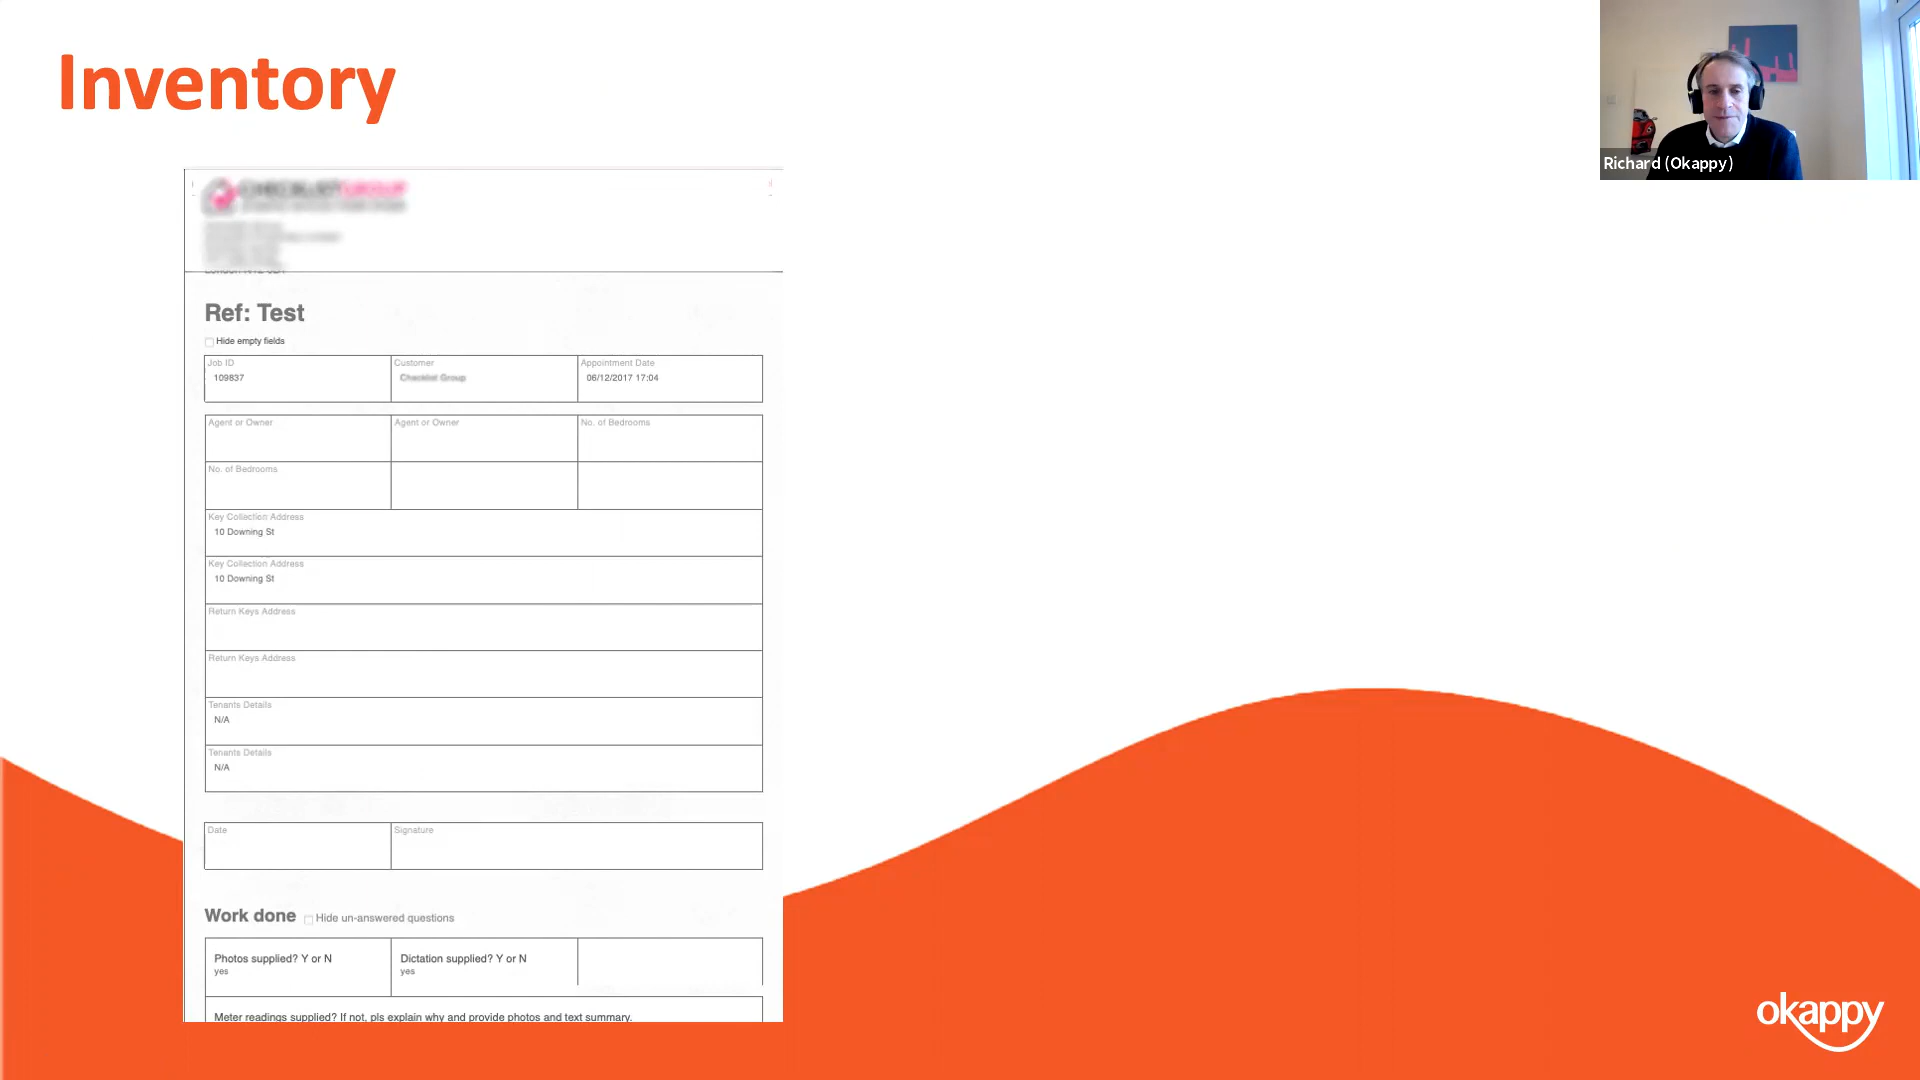 Inventory
Richard (Okappy)
Ref: Test
Hide empty fields
Job ID
109837
Customer
Checklist Group
Appointment Date
06/12/2017 17:04
Agent or Owner
Agent or Owner
No. of Bedrooms
No. of Bedrooms
Key Collection Address
10 Downing St
Key Collection Address
10 Downing St
Return Keys Address
Return Keys Address
Tenants Details
N/A
Tenants Details
N/A
Date
Signature
Work done
Hide un-answered questions
Photos supplied? Y or N
yes
Dictation supplied? Y or N
yes
Meter readings supplied? If not, pls explain why and provide photos and text summary.
okappy